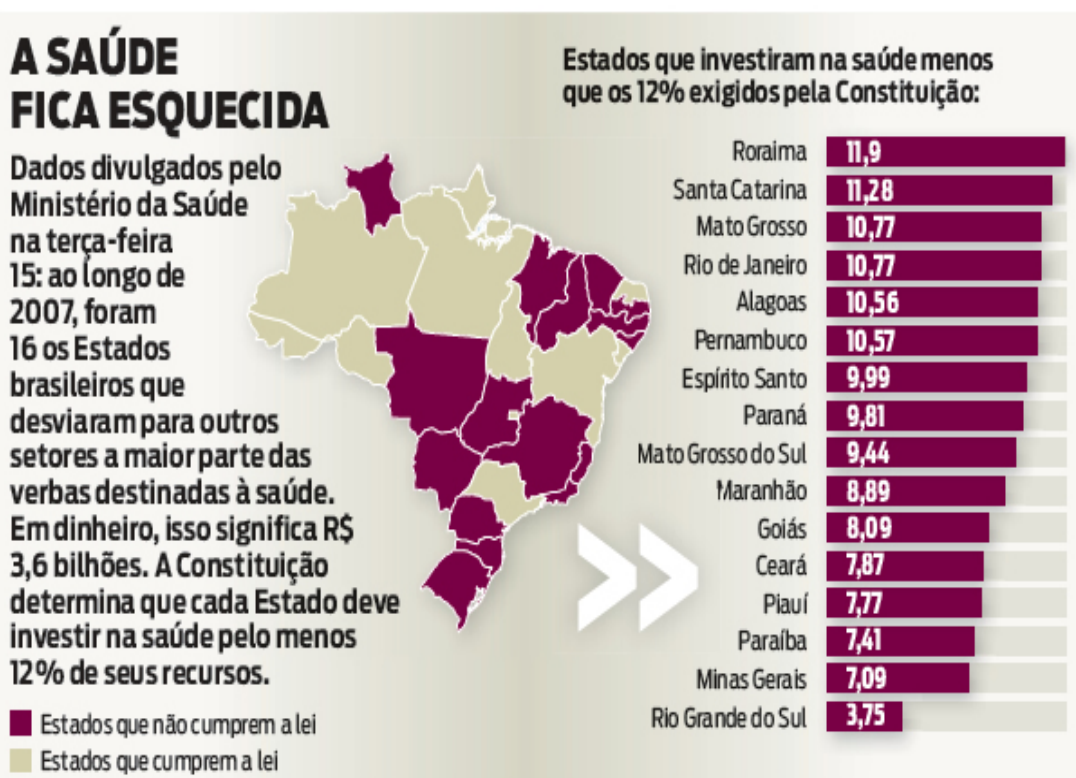 A SAÚDE
FICA ESQUECIDA
Dados divulgados pelo
Ministério da Saúde
na terça-feira
15: ao longo de
2007, foram
16 os Estados
brasileiros que
desviaram para outros
setores a maior parte das
verbas destinadas à saúde.
Em dinheiro, isso significa R$
3,6 bilhões. A Constituição
determina que cada Estado deve
investir na saúde pelo menos
12% de seus recursos.
Estados que não cumprem a lei
Estados que cumprem a lei
Estados que investiram na saúde menos
que os 12% exigidos pela Constituição:
Roraima 11,9
Santa Catarina 11,28
Mato Grosso 10,77
Rio de Janeiro 10,77
Alagoas 10,56
Pernambuco 10,57
Espírito Santo 9,99
Paraná 9,81
Mato Grosso do Sul 9,44
Maranhão 8,89
Goiás 8,09
Ceará 7,87
Piauí 7,77
Paraíba 7,41
Minas Gerais 7,09
Rio Grande do Sul 3,75